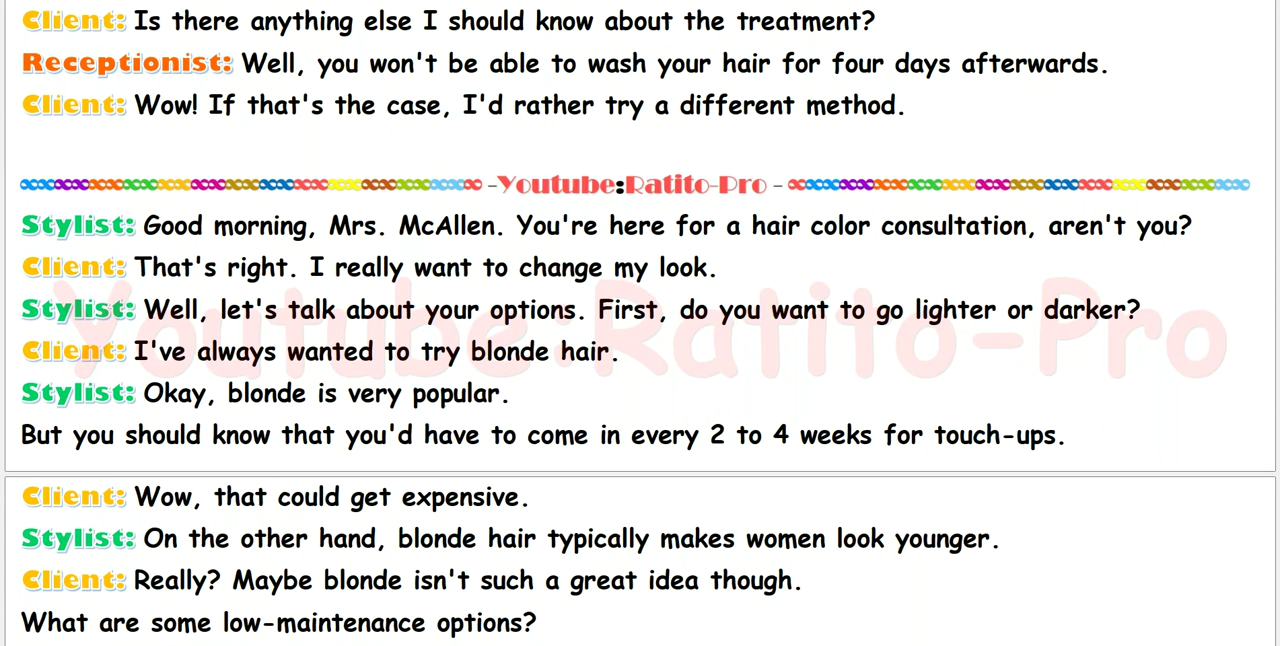 Client: Is there anything else I should know about the treatment?
Receptionist: Well, you won't be able to wash your hair for four days afterwards.
Client: Wow! If that's the case, I'd rather try a different method.
-Youtube:Ratito-Pro -
Stylist: Good morning, Mrs. McAllen. You're here for a hair color consultation, aren't you?
Client: That's right. I really want to change my look.
Stylist: Well, let's talk about your options. First, do you want to go lighter or darker?
Youtube:Ratito-Pro
Client: I've always wanted to try blonde hair.
Stylist: Okay, blonde is very popular.
But you should know that you'd have to come in every 2 to 4 weeks for touch-ups.
Client: Wow, that could get expensive.
Stylist: On the other hand, blonde hair typically makes women look younger.
Client: Really? Maybe blonde isn't such a great idea though.
What are some low-maintenance options?